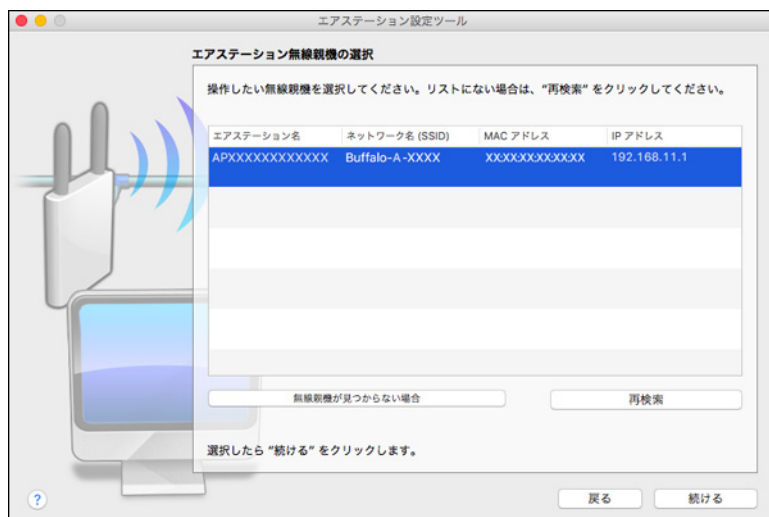 エアステーション設定ツール
エアステーション無線親機の選択
操作したい無線親機を選択してください。リストにない場合は、“再検索” をクリックしてください。
エアステーション名 ネットワーク名 (SSID) MAC アドレス IP アドレス
APXXXXXXXXXXXX Buffalo-A-XXXX XX:XX:XX:XX:XX:XX 192.168.11.1
無線親機が見つからない場合 再検索
選択したら “続ける” をクリックします。
? 戻る 続ける